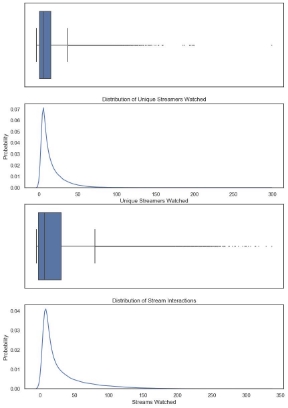 Distribution of Unique Streamers Watched
0.07
0.06
0.05
0.04
0.03
0.02
0.01
0.00
Probability
0 50 100 150 200 250 300
Unique Streamers Watched
Distribution of Stream Interactions
0.04
0.03
0.02
0.01
0.00
Probability
0 50 100 150 200 250 300 350
Streams Watched